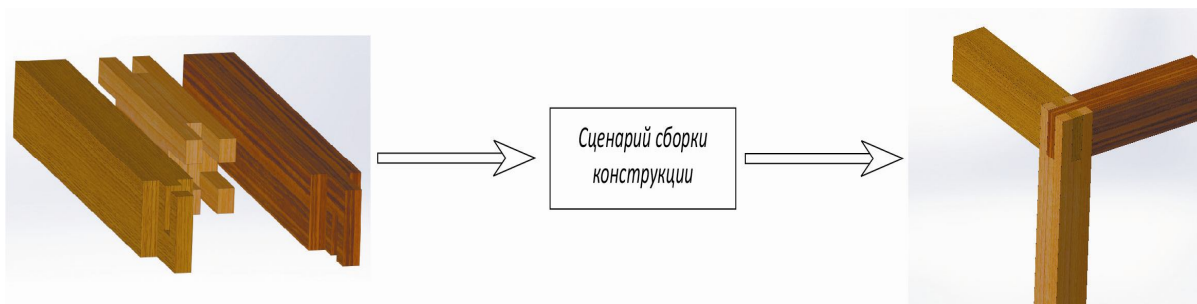 Сценарий сборки
конструкции